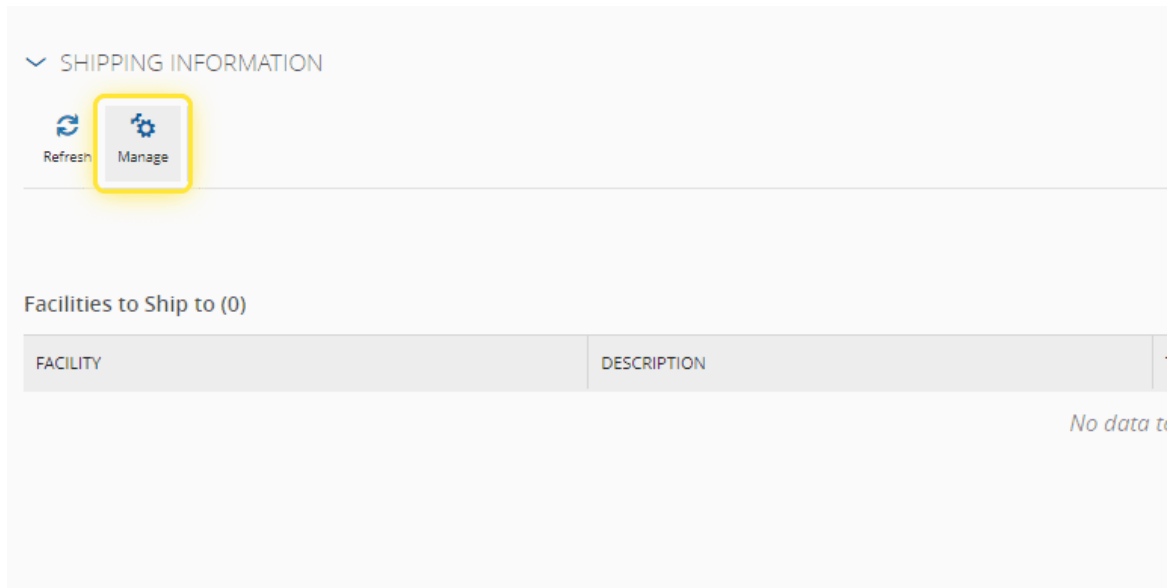 SHIPPING INFORMATION
Refresh Manage
Facilities to Ship to (0)
FACILITY DESCRIPTION
No data